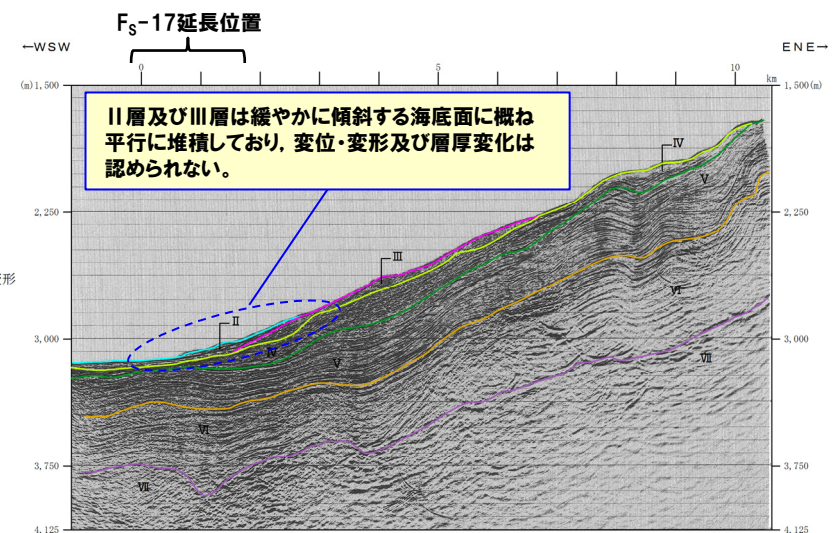 FS-17延長位置
←WSW
ENE→
0
5
10
km
(m)1,500
1,500(m)
II層及びIII層は緩やかに傾斜する海底面に概ね
平行に堆積しており，変位・変形及び層厚変化は
認められない。
Ⅳ
Ⅴ
2,250
2,250
Ⅲ
形
Ⅵ
Ⅱ
3,000
3,000
Ⅳ
Ⅴ
Ⅶ
Ⅵ
3,750
3,750
Ⅶ
4,125
4,125